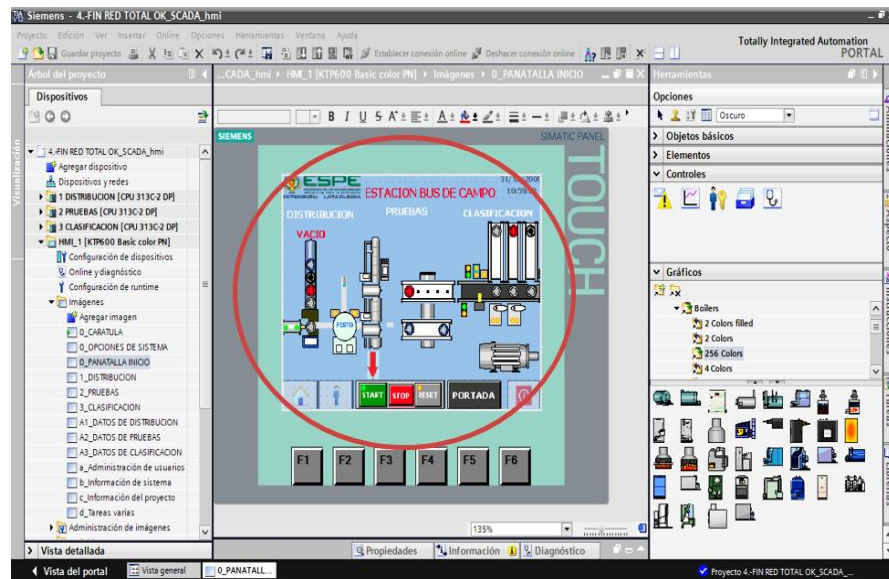 Siemens - 4.-FIN RED TOTAL OK_SCADA_hmi
Proyecto Edición Ver Insertar Online Opciones Herramientas Ventana Ayuda
Guardar proyecto
Establecer conexión online
Deshacer conexión online
Totally Integrated Automation
PORTAL
Árbol del proyecto
...CADA_hmi HMI_1 [KTP600 Basic color PN] Imágenes 0_PANATALLA INICIO
Herramientas
Dispositivos
Opciones
Oscuro
B I U S A
Visualización
4.-FIN RED TOTAL OK_SCADA_hmi
Agregar dispositivo
Dispositivos y redes
1 DISTRIBUCION [CPU 313C-2 DP]
2 PRUEBAS [CPU 313C-2 DP]
3 CLASIFICACION [CPU 313C-2 DP]
HMI_1 [KTP600 Basic color PN]
Configuración de dispositivos
Online y diagnóstico
Configuración de runtime
Imágenes
Agregar imagen
0_CARATULA
0_OPCIONES DE SISTEMA
0_PANATALLA INICIO
1_DISTRIBUCION
2_PRUEBAS
3_CLASIFICACION
A1_DATOS DE DISTRIBUCION
A2_DATOS DE PRUEBAS
A3_DATOS DE CLASIFICACION
a_Administración de usuarios
b_Información de sistema
c_Información del proyecto
d_Tareas varias
Administración de imágenes
Vista detallada
SIEMENS
SIMATIC PANEL
TOUCH
ESPE
ESTACION BUS DE CAMPO
DISTRIBUCION
PRUEBAS
CLASIFICACION
VACIO
FESTO
START
STOP
RESET
PORTADA
F1
F2
F3
F4
F5
F6
135%
Propiedades
Información
Diagnóstico
Objetos básicos
Elementos
Controles
Gráficos
Boilers
2 Colors filled
2 Colors
256 Colors
4 Colors
Vista del portal
Vista general
0_PANATALL...
Proyecto 4.-FIN RED TOTAL OK_SCADA_...